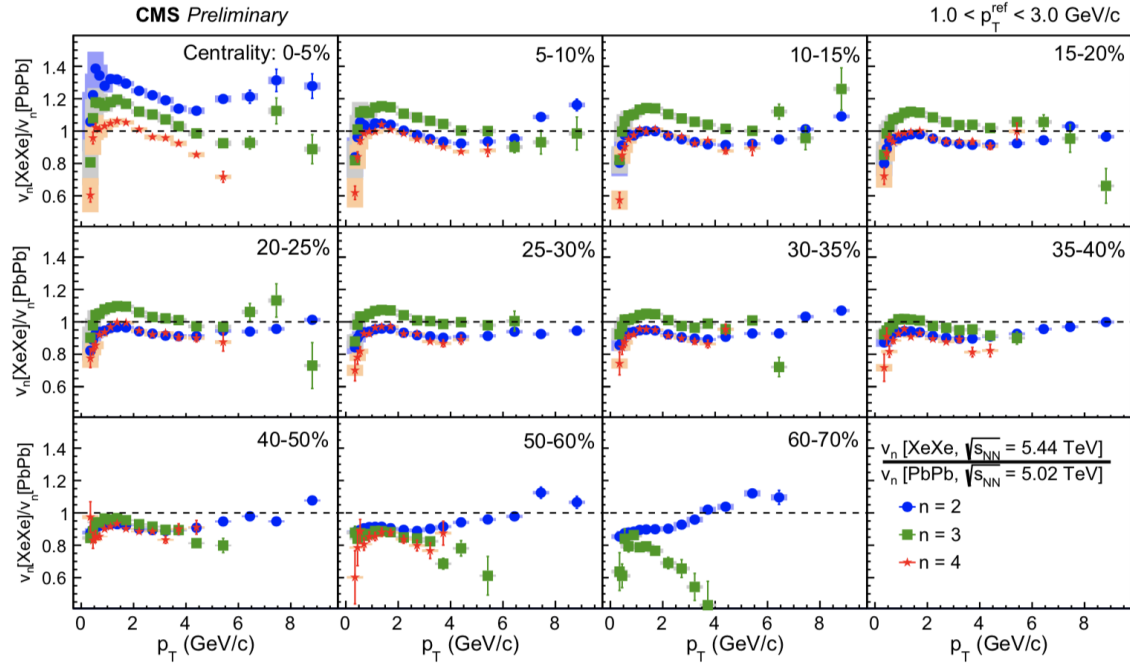 CMS Preliminary
1.0 < p_T^ref < 3.0 GeV/c
Centrality: 0-5%
5-10%
10-15%
15-20%
v_n[XeXe]/v_n[PbPb]
1.4
1.2
1
0.8
0.6
20-25%
25-30%
30-35%
35-40%
v_n[XeXe]/v_n[PbPb]
1.4
1.2
1
0.8
0.6
40-50%
50-60%
60-70%
v_n[XeXe]/v_n[PbPb]
1.4
1.2
1
0.8
0.6
v_n [XeXe, √s_NN = 5.44 TeV]
v_n [PbPb, √s_NN = 5.02 TeV]
n = 2
n = 3
n = 4
0 2 4 6 8 0 2 4 6 8 0 2 4 6 8 0 2 4 6 8
p_T (GeV/c) p_T (GeV/c) p_T (GeV/c) p_T (GeV/c)